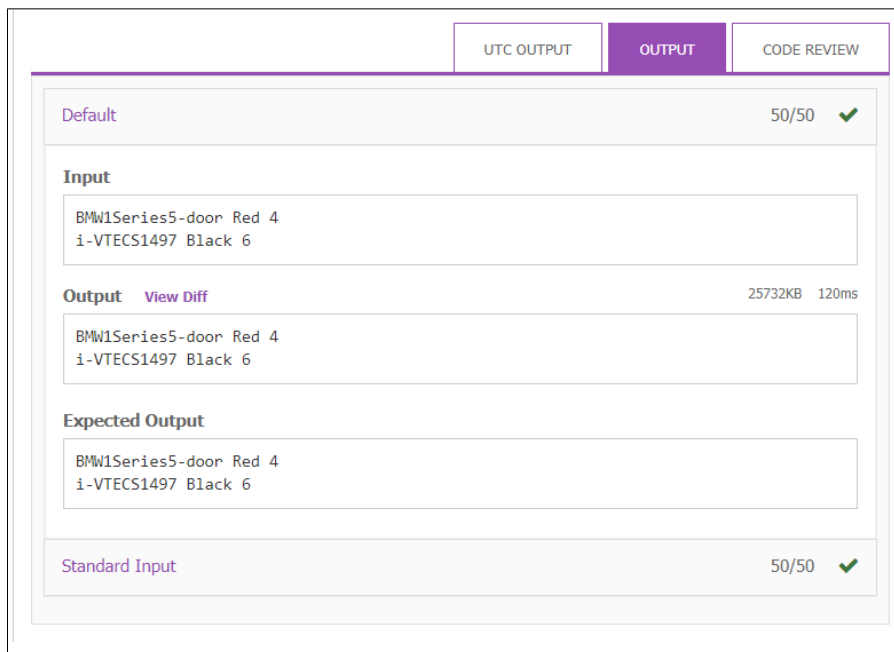 UTC OUTPUT OUTPUT CODE REVIEW
Default 50/50
Input
BMW1Series5-door Red 4
i-VTECS1497 Black 6
Output View Diff 25732KB 120ms
BMW1Series5-door Red 4
i-VTECS1497 Black 6
Expected Output
BMW1Series5-door Red 4
i-VTECS1497 Black 6
Standard Input 50/50